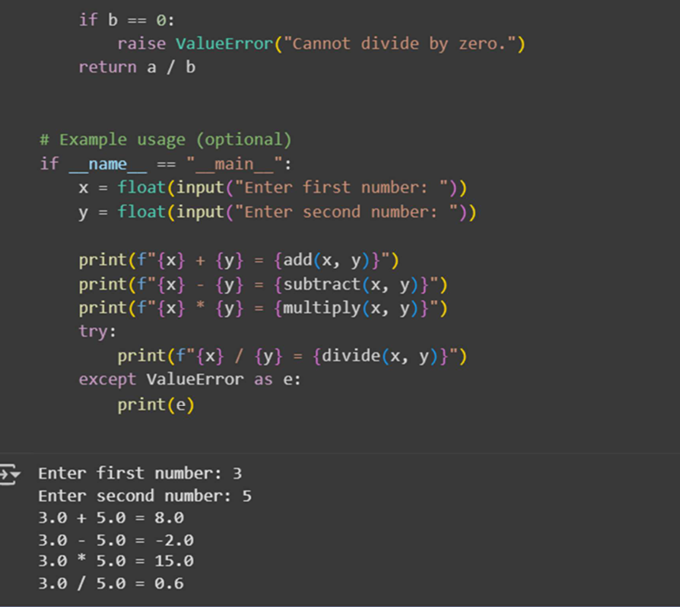 if b == 0:
raise ValueError("Cannot divide by zero.")
return a / b
# Example usage (optional)
if __name__ == "__main__":
x = float(input("Enter first number: "))
y = float(input("Enter second number: "))
print(f"{x} + {y} = {add(x, y)}")
print(f"{x} - {y} = {subtract(x, y)}")
print(f"{x} * {y} = {multiply(x, y)}")
try:
print(f"{x} / {y} = {divide(x, y)}")
except ValueError as e:
print(e)
Enter first number: 3
Enter second number: 5
3.0 + 5.0 = 8.0
3.0 - 5.0 = -2.0
3.0 * 5.0 = 15.0
3.0 / 5.0 = 0.6